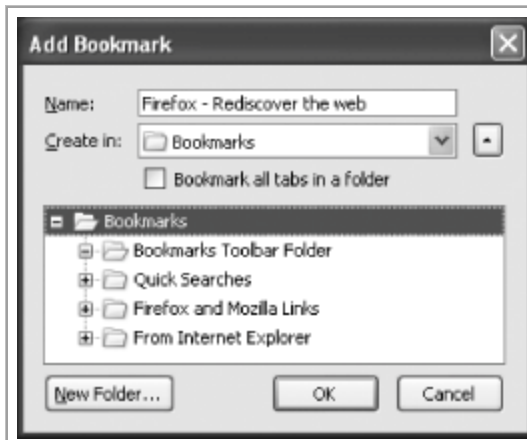 Add Bookmark
Name: Firefox - Rediscover the web
Create in: Bookmarks
Bookmark all tabs in a folder
Bookmarks
Bookmarks Toolbar Folder
Quick Searches
Firefox and Mozilla Links
From Internet Explorer
New Folder... OK Cancel